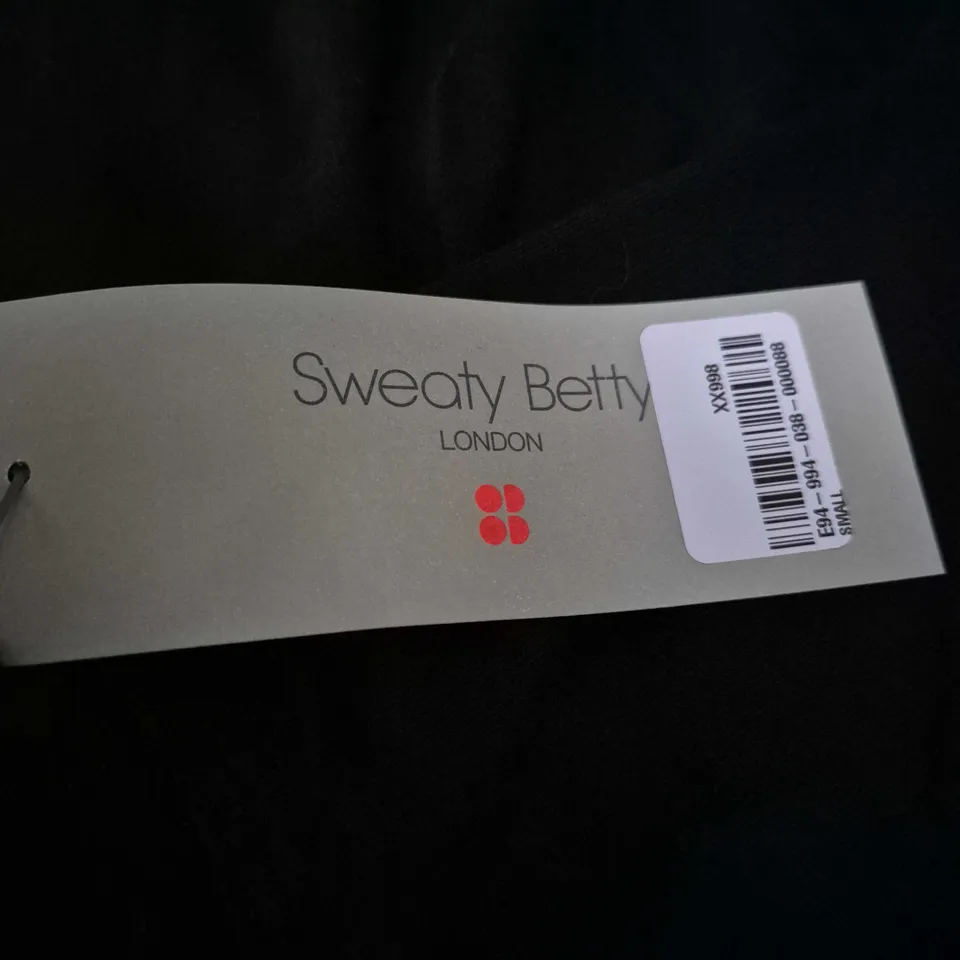 Sweaty Betty
LONDON
XX998
E94-994-038-000088
SMALL